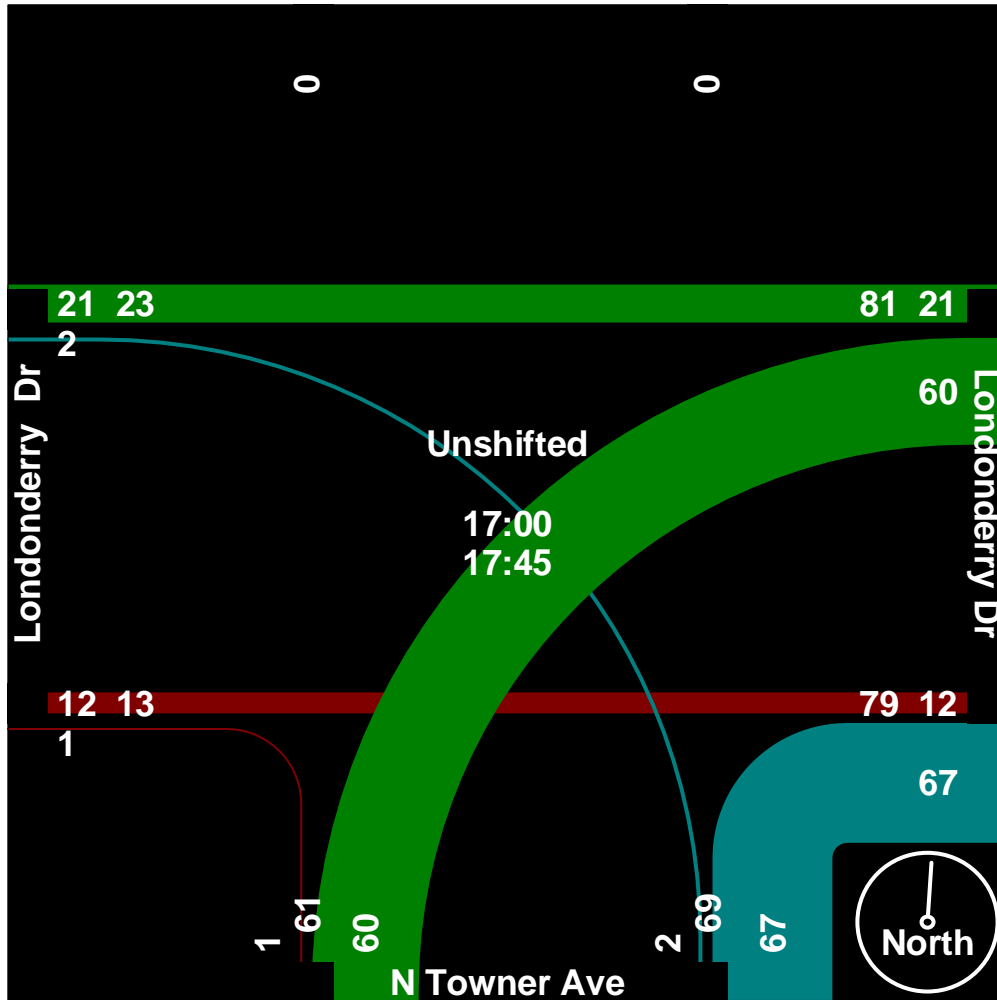 0 0
21 23 81 21
2
60
Londonderry Dr
Londonderry Dr
Unshifted
17:00
17:45
12 13 79 12
1
67
61 69
1 60 2 67
North
N Towner Ave